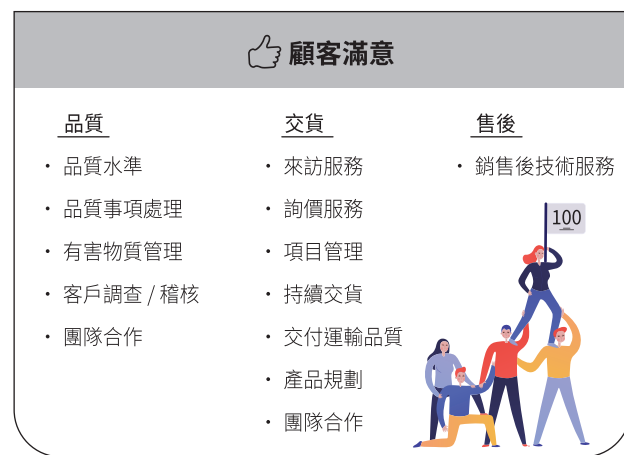 顧客滿意
品質
・品質水準
・品質事項處理
・有害物質管理
・客戶調查 / 稽核
・團隊合作
交貨
・來訪服務
・詢價服務
・項目管理
・持續交貨
・交付運輸品質
・產品規劃
・團隊合作
售後
・銷售後技術服務
100